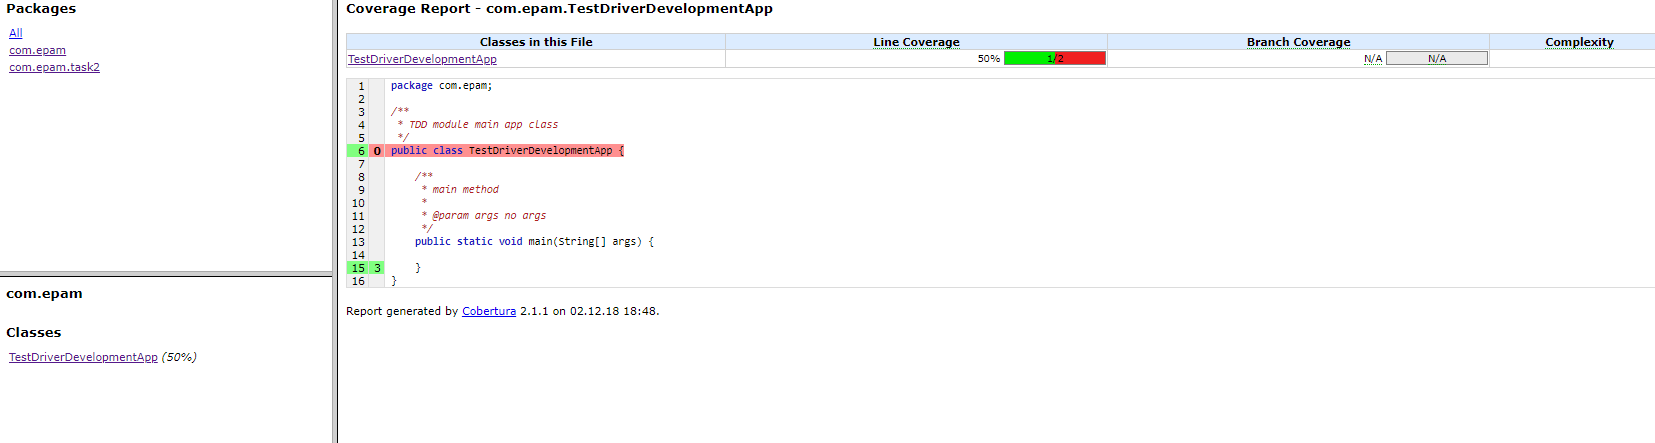 Packages
All
com.epam
com.epam.task2
com.epam
Classes
TestDriverDevelopmentApp (50%)
Coverage Report - com.epam.TestDriverDevelopmentApp
Classes in this File Line Coverage Branch Coverage Complexity
TestDriverDevelopmentApp 50% 1/2 N/A N/A
1 package com.epam;
2
3 /**
4 * TDD module main app class
5 */
6 0 public class TestDriverDevelopmentApp {
7
8 /**
9 * main method
10 *
11 * @param args no args
12 */
13 public static void main(String[] args) {
14
15 3 }
16 }
Report generated by Cobertura 2.1.1 on 02.12.18 18:48.